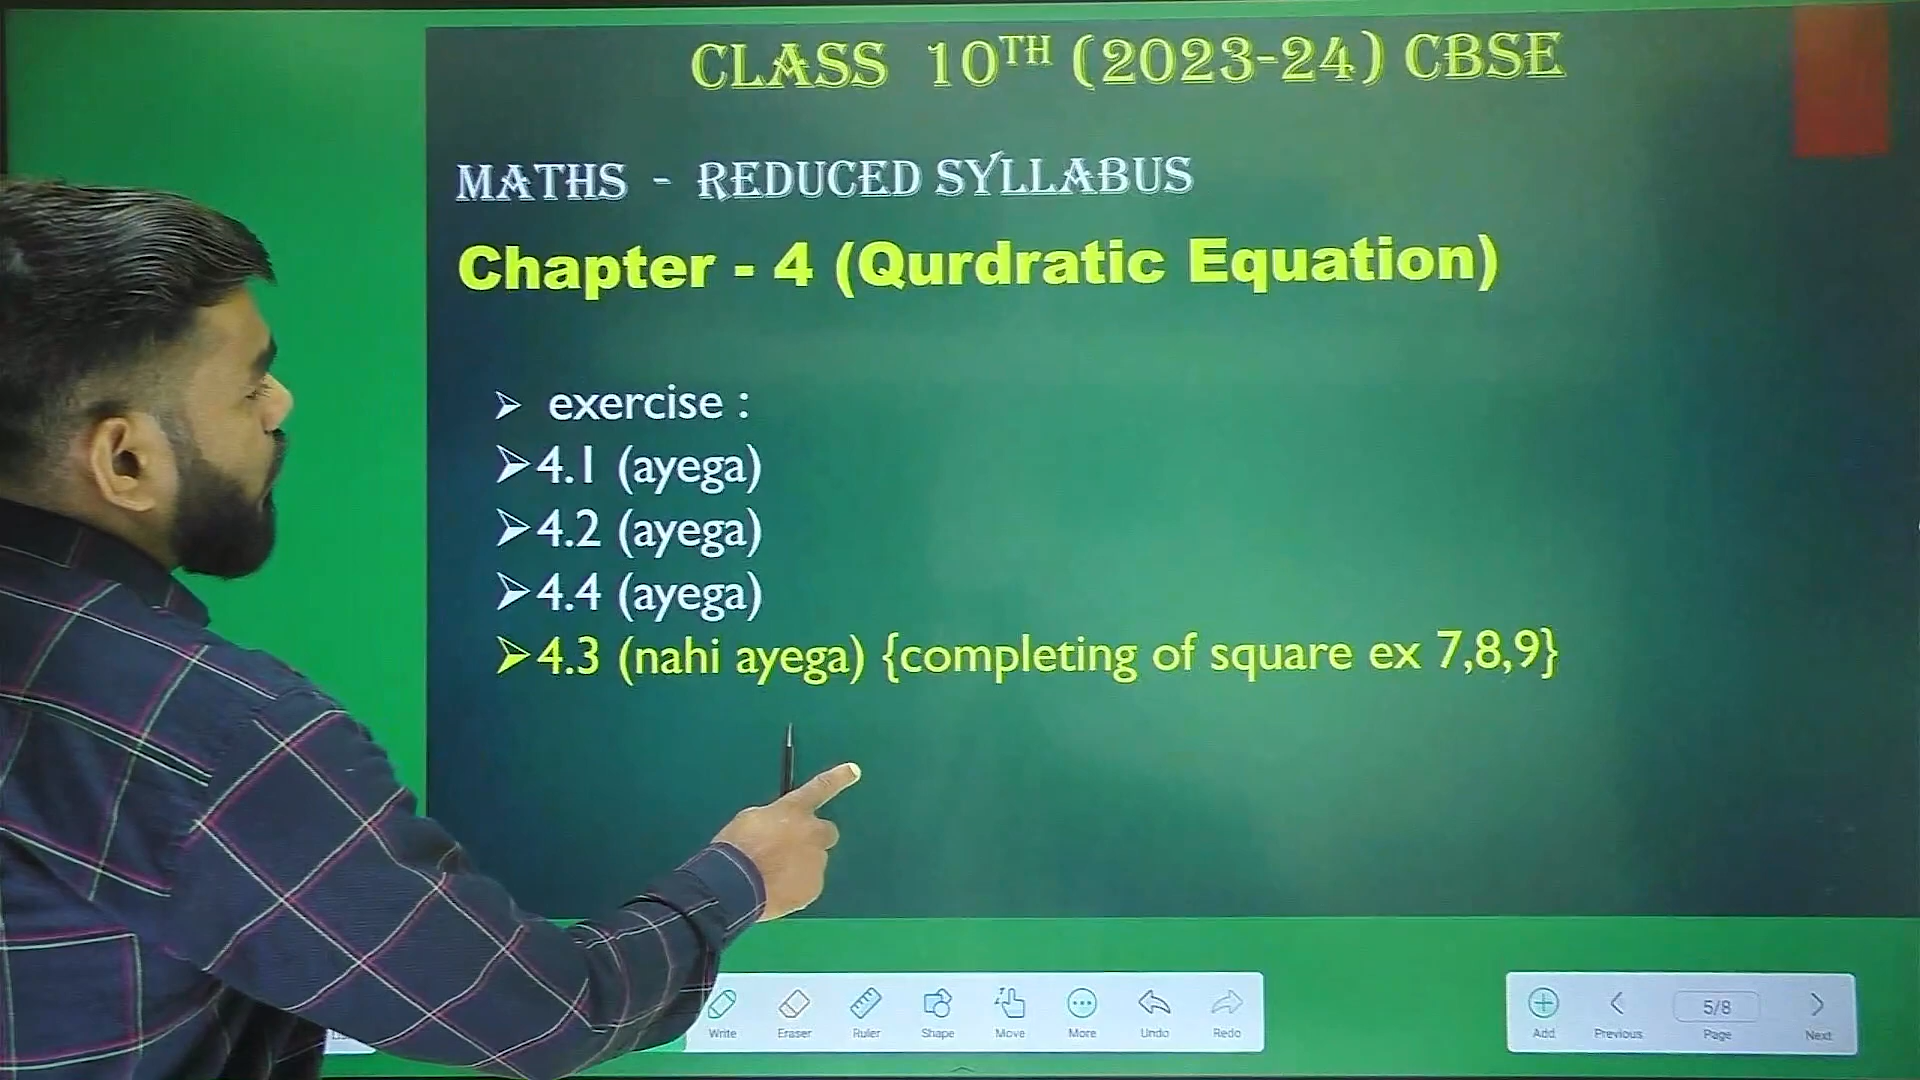 CLASS 10TH (2023-24) CBSE
MATHS - REDUCED SYLLABUS
Chapter - 4 (Qurdratic Equation)
➢ exercise :
➢4.1 (ayega)
➢4.2 (ayega)
➢4.4 (ayega)
➢4.3 (nahi ayega) {completing of square ex 7,8,9}
Write Eraser Ruler Shape Move More Undo Redo
5/8
Add Previous Page Next